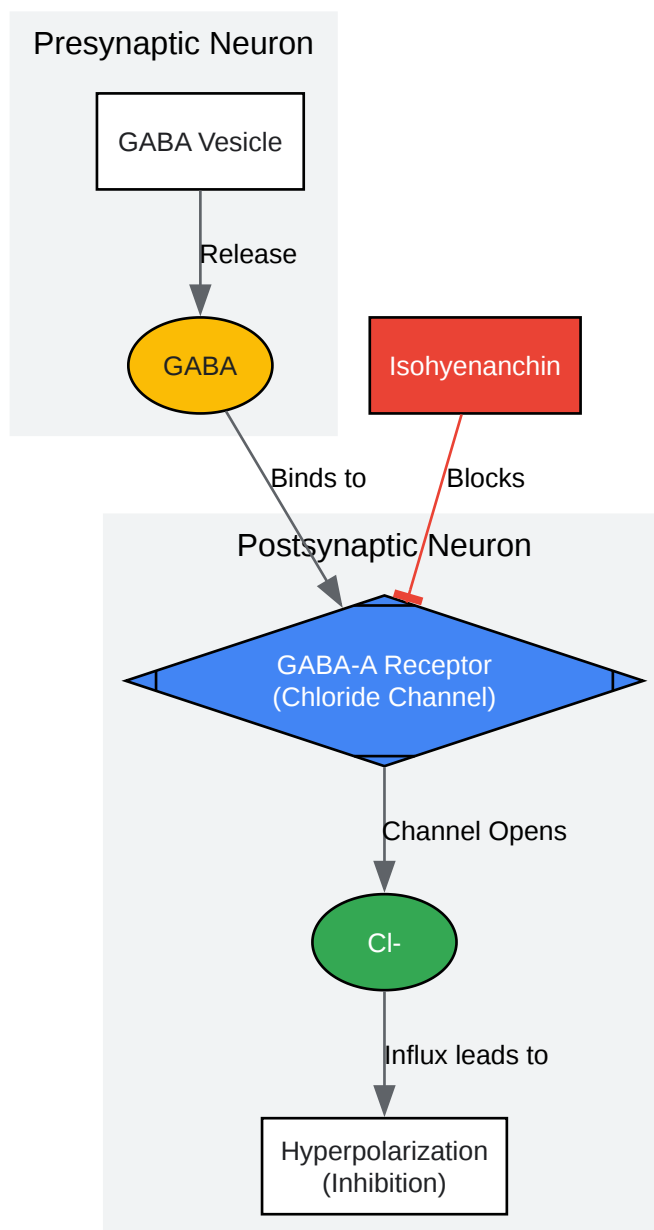 Presynaptic Neuron
GABA Vesicle
Release
GABA
Isohyenanchin
Binds to
Blocks
Postsynaptic Neuron
GABA-A Receptor
(Chloride Channel)
Channel Opens
Cl-
Influx leads to
Hyperpolarization
(Inhibition)